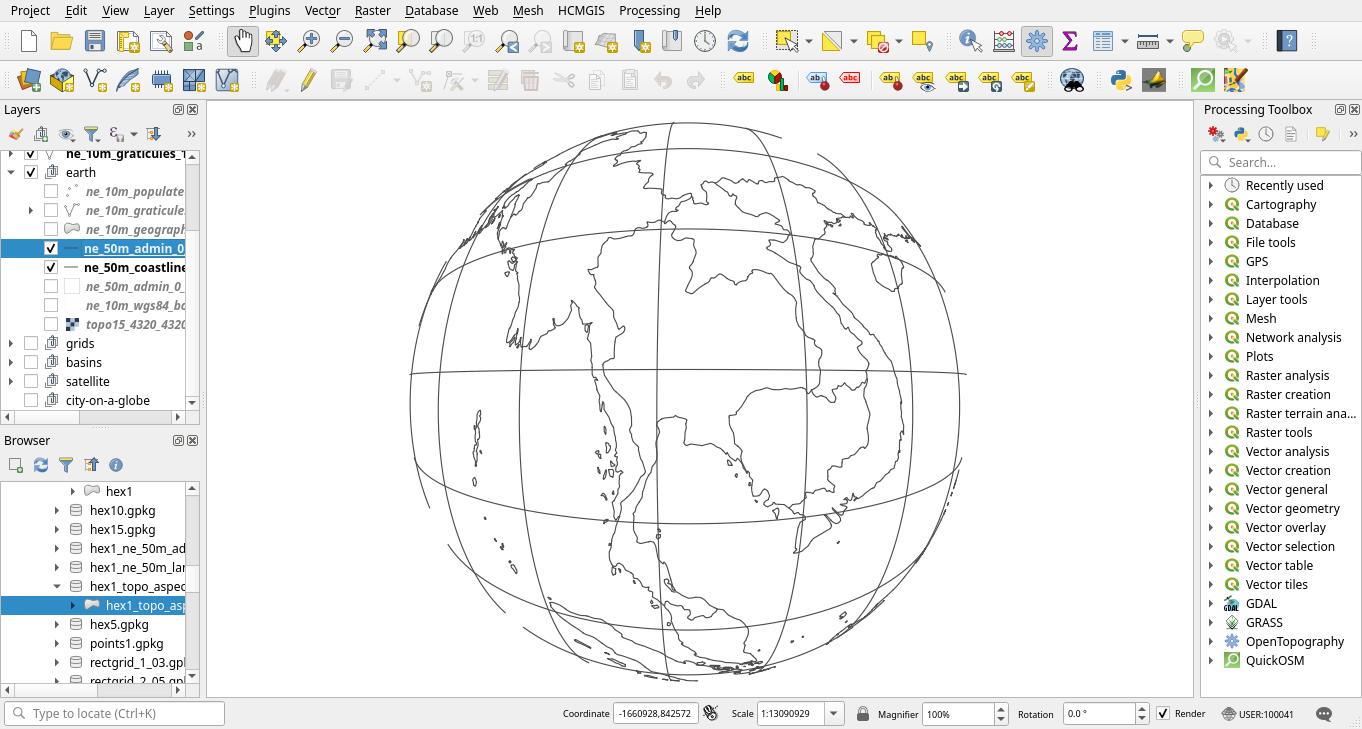 Project Edit View Layer Settings Plugins Vector Raster Database Web Mesh HCMGIS Processing Help
Layers
ne_10m_graticules_1
earth
ne_10m_populate
ne_10m_graticule
ne_10m_geograph
ne_50m_admin_0
ne_50m_coastline
ne_50m_admin_0_
ne_10m_wgs84_bo
topo15_4320_4320
grids
basins
satellite
city-on-a-globe
Browser
hex1
hex10.gpkg
hex15.gpkg
hex1_ne_50m_ad
hex1_ne_50m_lan
hex1_topo_aspec
hex1_topo_asp
hex5.gpkg
points1.gpkg
rectgrid_1_03.gpk
rectgrid_2_05.gpk
Processing Toolbox
Search...
Recently used
Cartography
Database
File tools
GPS
Interpolation
Layer tools
Mesh
Network analysis
Plots
Raster analysis
Raster creation
Raster terrain ana...
Raster tools
Vector analysis
Vector creation
Vector general
Vector geometry
Vector overlay
Vector selection
Vector table
Vector tiles
GDAL
GRASS
OpenTopography
QuickOSM
Type to locate (Ctrl+K)
Coordinate -1660928,842572 Scale 1:13090929 Magnifier 100% Rotation 0.0 ° Render USER:100041